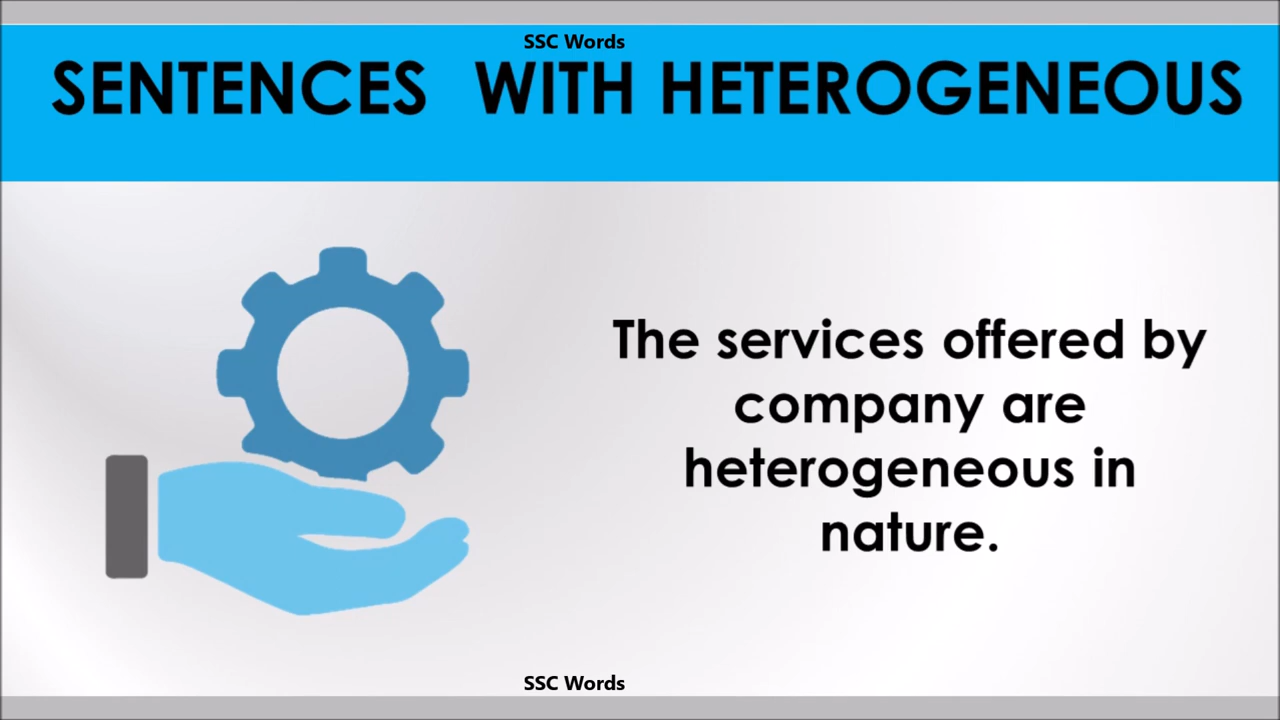 SSC Words
SENTENCES WITH HETEROGENEOUS
The services offered by
company are
heterogeneous in
nature.
SSC Words